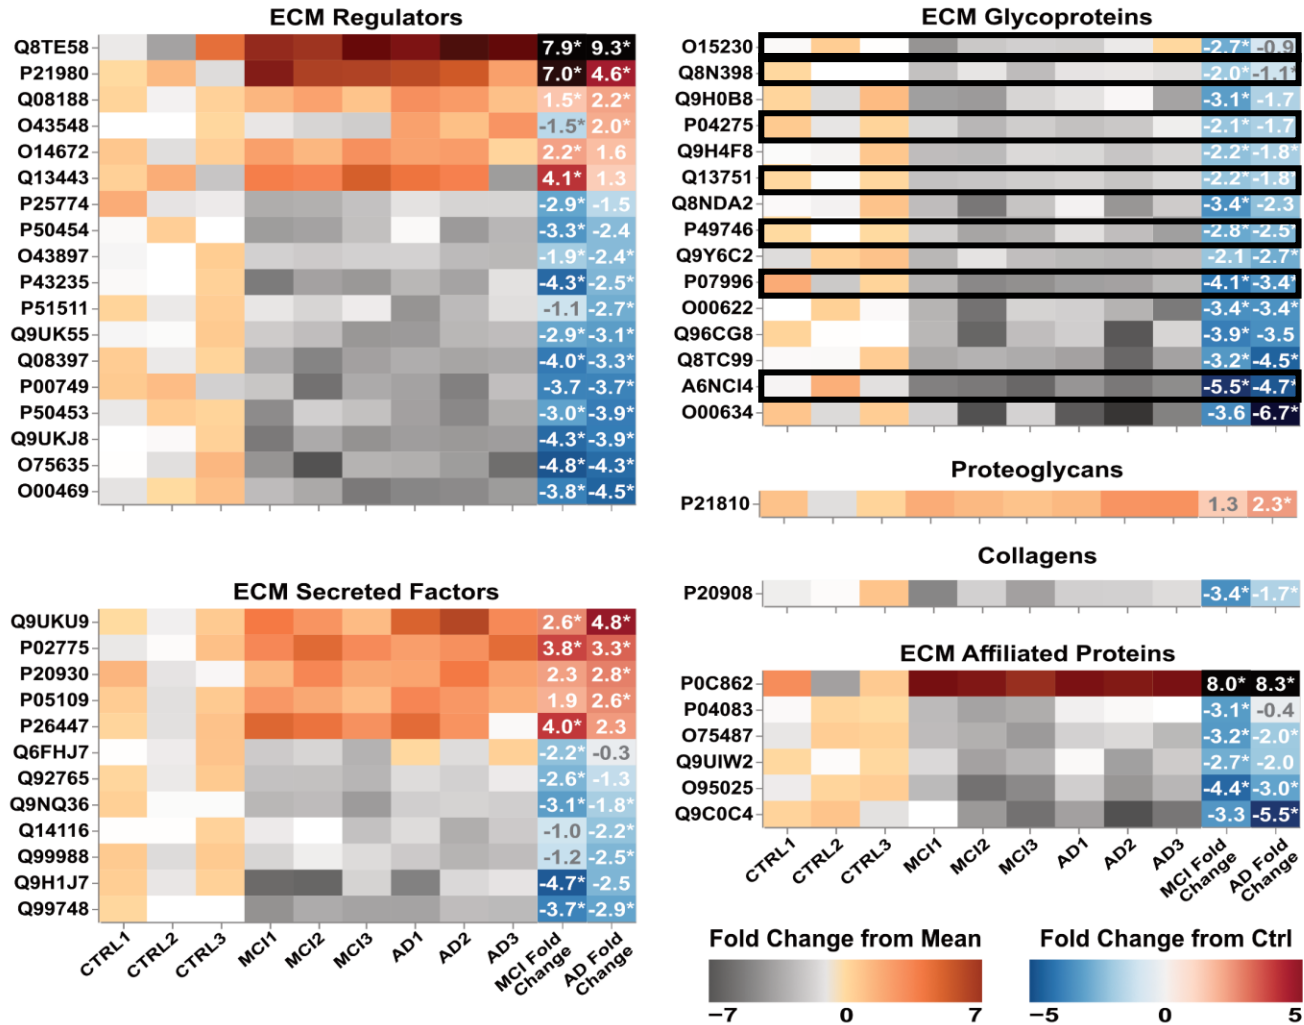 ECM Regulators
Q8TE58 7.9* 9.3*
P21980 7.0* 4.6*
Q08188 1.5* 2.2*
O43548 -1.5* 2.0*
O14672 2.2* 1.6
Q13443 4.1* 1.3
P25774 -2.9* -1.5
P50454 -3.3* -2.4
O43897 -1.9* -2.4*
P43235 -4.3* -2.5*
P51511 -1.1 -2.7*
Q9UK55 -2.9* -3.1*
Q08397 -4.0* -3.3*
P00749 -3.7 -3.7*
P50453 -3.0* -3.9*
Q9UKJ8 -4.3* -3.9*
O75635 -4.8* -4.3*
O00469 -3.8* -4.5*
ECM Secreted Factors
Q9UKU9 2.6* 4.8*
P02775 3.8* 3.3*
P20930 2.3 2.8*
P05109 1.9 2.6*
P26447 4.0* 2.3
Q6FHJ7 -2.2* -0.3
Q92765 -2.6* -1.3
Q9NQ36 -3.1* -1.8*
Q14116 -1.0 -2.2*
Q99988 -1.2 -2.5*
Q9H1J7 -4.7* -2.5
Q99748 -3.7* -2.9*
CTRL1 CTRL2 CTRL3 MCI1 MCI2 MCI3 AD1 AD2 AD3 MCI Fold Change AD Fold Change
ECM Glycoproteins
O15230 -2.7* -0.9
Q8N398 -2.0* -1.1*
Q9H0B8 -3.1* -1.7
P04275 -2.1* -1.7
Q9H4F8 -2.2* -1.8*
Q13751 -2.2* -1.8*
Q8NDA2 -3.4* -2.3
P49746 -2.8* -2.5*
Q9Y6C2 -2.1 -2.7*
P07996 -4.1* -3.4*
O00622 -3.4* -3.4*
Q96CG8 -3.9* -3.5
Q8TC99 -3.2* -4.5*
A6NCI4 -5.5* -4.7*
O00634 -3.6 -6.7*
Proteoglycans
P21810 1.3 2.3*
Collagens
P20908 -3.4* -1.7*
ECM Affiliated Proteins
P0C862 8.0* 8.3*
P04083 -3.1* -0.4
O75487 -3.2* -2.0*
Q9UIW2 -2.7* -2.0
O95025 -4.4* -3.0*
Q9C0C4 -3.3 -5.5*
CTRL1 CTRL2 CTRL3 MCI1 MCI2 MCI3 AD1 AD2 AD3 MCI Fold Change AD Fold Change
Fold Change from Mean
−7 0 7
Fold Change from Ctrl
−5 0 5